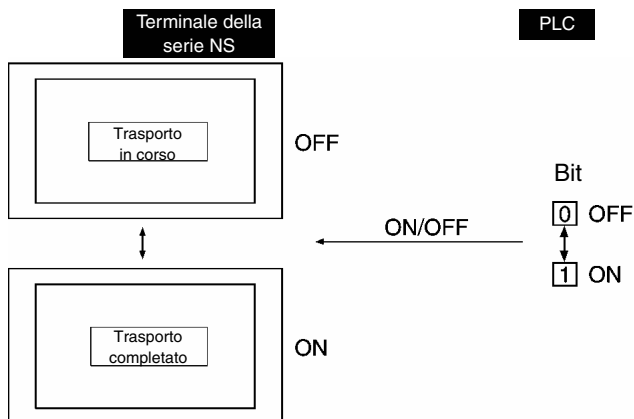 Terminale della
serie NS
PLC
Trasporto
in corso
OFF
Bit
0 OFF
ON/OFF
1 ON
Trasporto
completato
ON